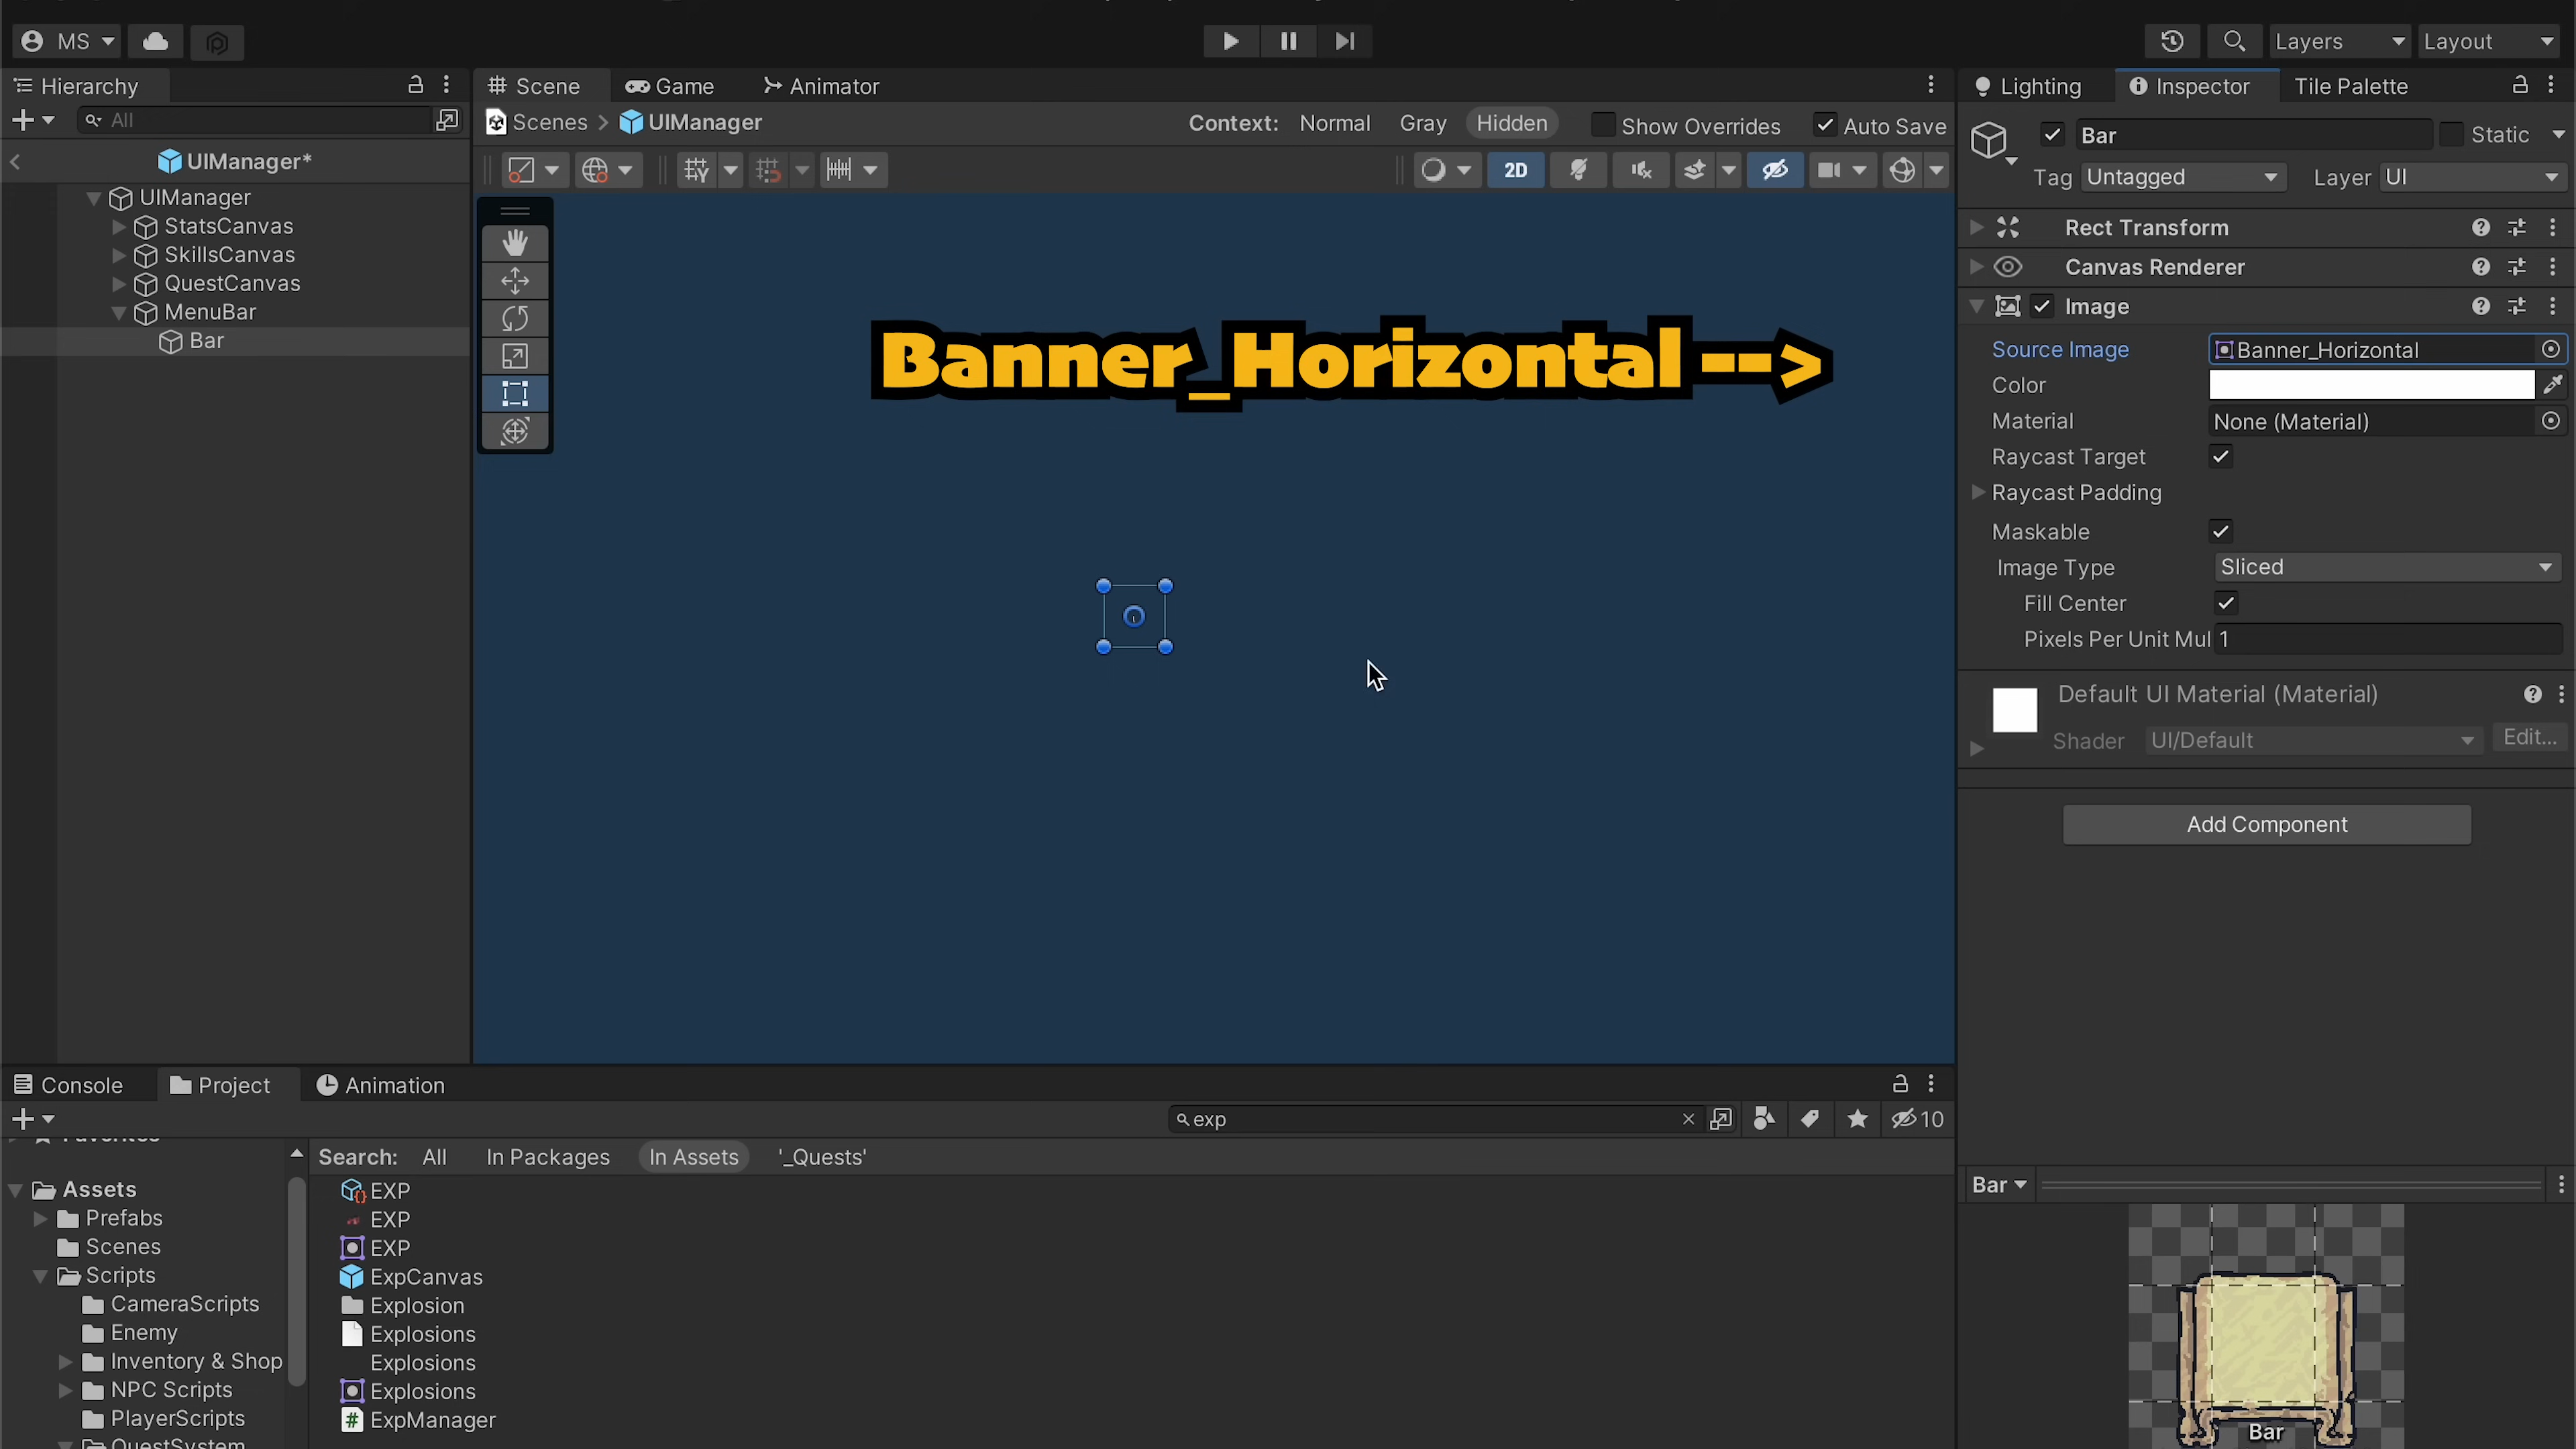 MS
Layers
Layout
Hierarchy
Scene
Game
Animator
Lighting
Inspector
Tile Palette
All
Scenes
UIManager
Context:
Normal
Gray
Hidden
Show Overrides
Auto Save
Bar
Static
UIManager*
2D
Tag
Untagged
Layer
UI
UIManager
StatsCanvas
SkillsCanvas
QuestCanvas
MenuBar
Bar
Banner_Horizontal -->
Rect Transform
Canvas Renderer
Image
Source Image
Banner_Horizontal
Color
Material
None (Material)
Raycast Target
Raycast Padding
Maskable
Image Type
Sliced
Fill Center
Pixels Per Unit Mul
1
Default UI Material (Material)
Shader
UI/Default
Edit...
Add Component
Console
Project
Animation
exp
10
Search:
All
In Packages
In Assets
'_Quests'
Assets
Prefabs
Scenes
Scripts
CameraScripts
Enemy
Inventory & Shop
NPC Scripts
PlayerScripts
QuestSystem
EXP
EXP
EXP
ExpCanvas
Explosion
Explosions
Explosions
Explosions
ExpManager
Bar
Bar